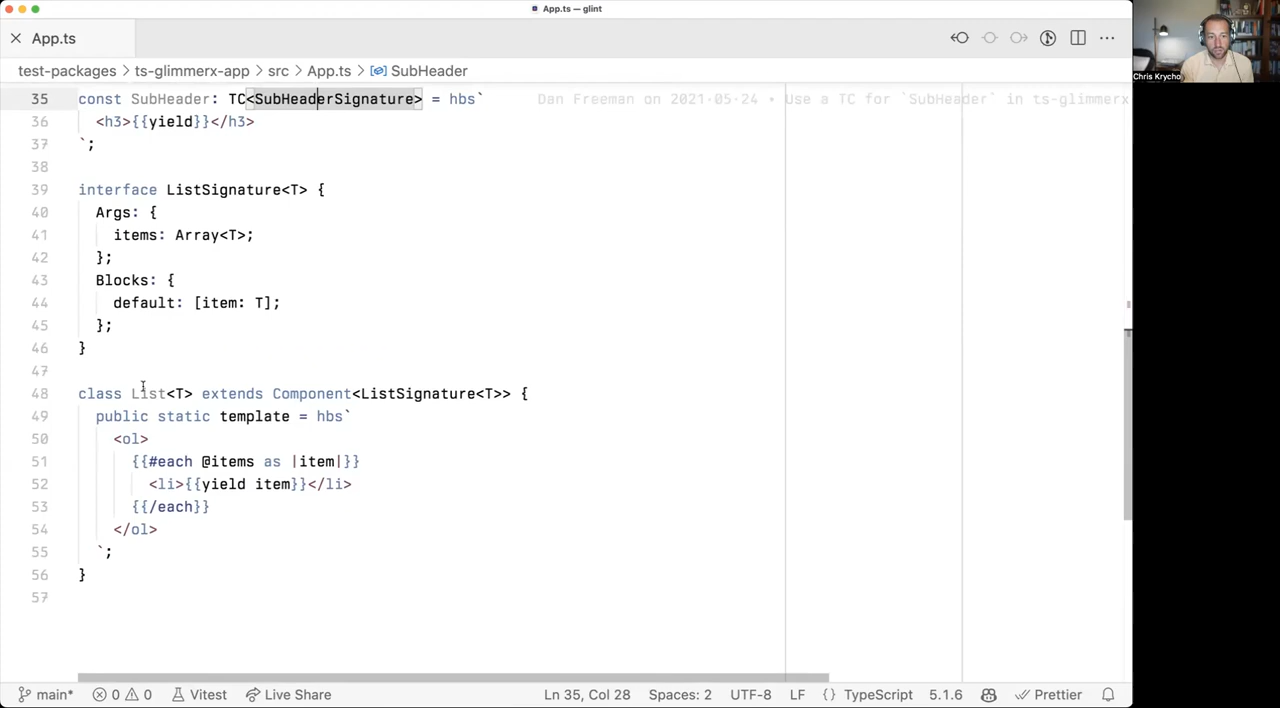 App.ts — glint
App.ts
test-packages › ts-glimmerx-app › src › App.ts › SubHeader
Chris Krycho
35 const SubHeader: TC<SubHeaderSignature> = hbs` Dan Freeman on 2021-05-24 • Use a TC for `SubHeader` in ts-glimmerx
36 <h3>{{yield}}</h3>
37 `;
38
39 interface ListSignature<T> {
40 Args: {
41 items: Array<T>;
42 };
43 Blocks: {
44 default: [item: T];
45 };
46 }
47
48 class List<T> extends Component<ListSignature<T>> {
49 public static template = hbs`
50 <ol>
51 {{#each @items as |item|}}
52 <li>{{yield item}}</li>
53 {{/each}}
54 </ol>
55 `;
56 }
57
main* 0 0 Vitest Live Share Ln 35, Col 28 Spaces: 2 UTF-8 LF {} TypeScript 5.1.6 Prettier